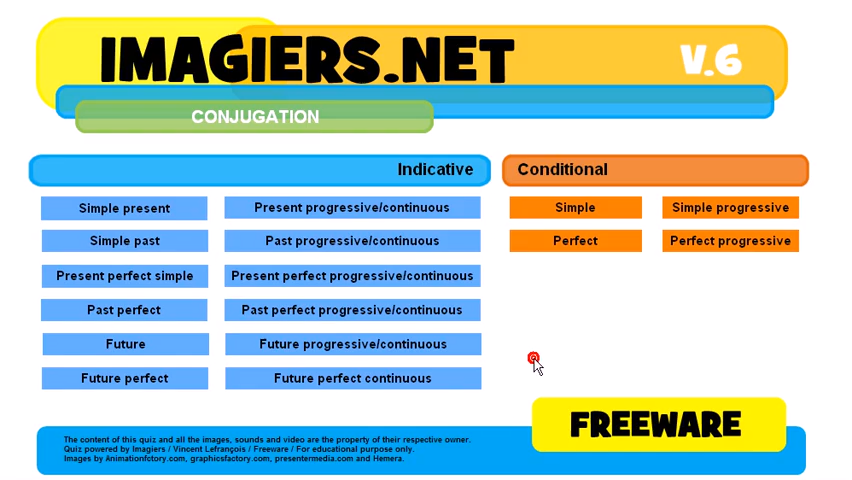 IMAGIERS.NET
V.6
CONJUGATION
Indicative
Conditional
Simple present
Present progressive/continuous
Simple
Simple progressive
Simple past
Past progressive/continuous
Perfect
Perfect progressive
Present perfect simple
Present perfect progressive/continuous
Past perfect
Past perfect progressive/continuous
Future
Future progressive/continuous
Future perfect
Future perfect continuous
FREEWARE
The content of this quiz and all the images, sounds and video are the property of their respective owner.
Quiz powered by Imagiers / Vincent Lefrançois / Freeware / For educational purpose only.
Images by Animationfotory.com, graphicsfactory.com, presentermedia.com and Hemera.